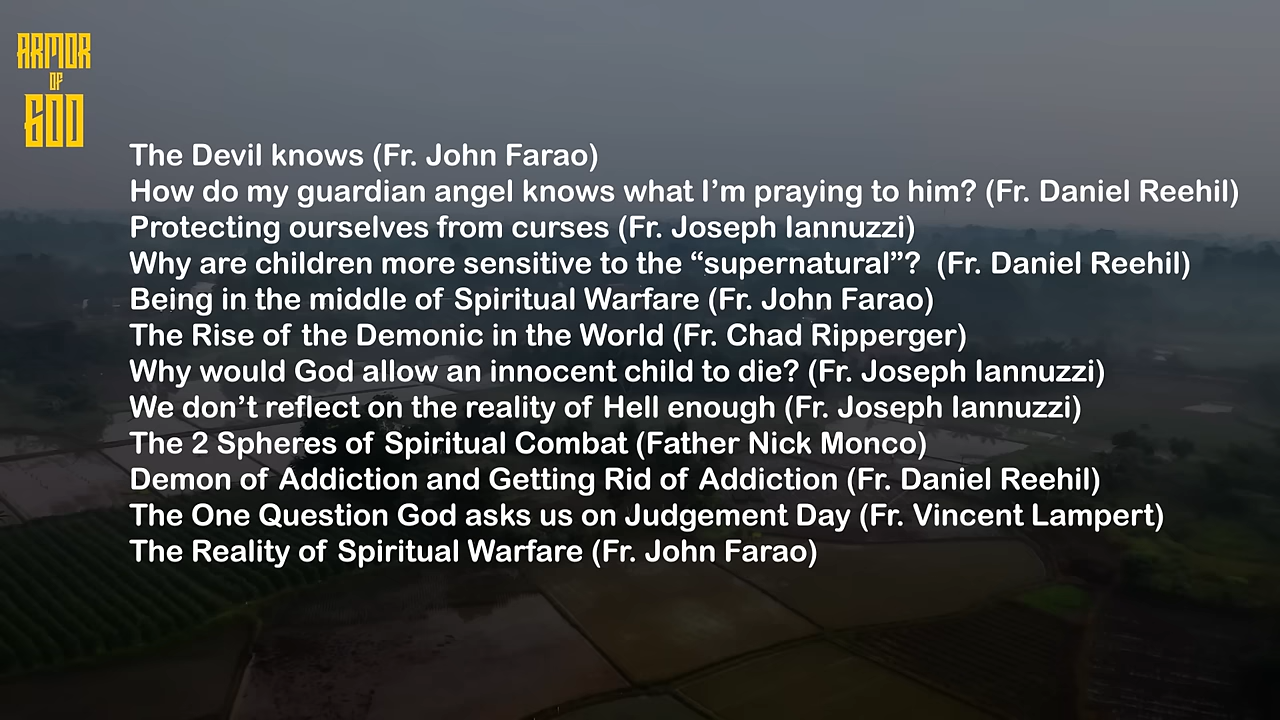 ARMOR
OF
GOD
The Devil knows (Fr. John Farao)
How do my guardian angel knows what I’m praying to him? (Fr. Daniel Reehil)
Protecting ourselves from curses (Fr. Joseph Iannuzzi)
Why are children more sensitive to the “supernatural”?  (Fr. Daniel Reehil)
Being in the middle of Spiritual Warfare (Fr. John Farao)
The Rise of the Demonic in the World (Fr. Chad Ripperger)
Why would God allow an innocent child to die? (Fr. Joseph Iannuzzi)
We don’t reflect on the reality of Hell enough (Fr. Joseph Iannuzzi)
The 2 Spheres of Spiritual Combat (Father Nick Monco)
Demon of Addiction and Getting Rid of Addiction (Fr. Daniel Reehil)
The One Question God asks us on Judgement Day (Fr. Vincent Lampert)
The Reality of Spiritual Warfare (Fr. John Farao)